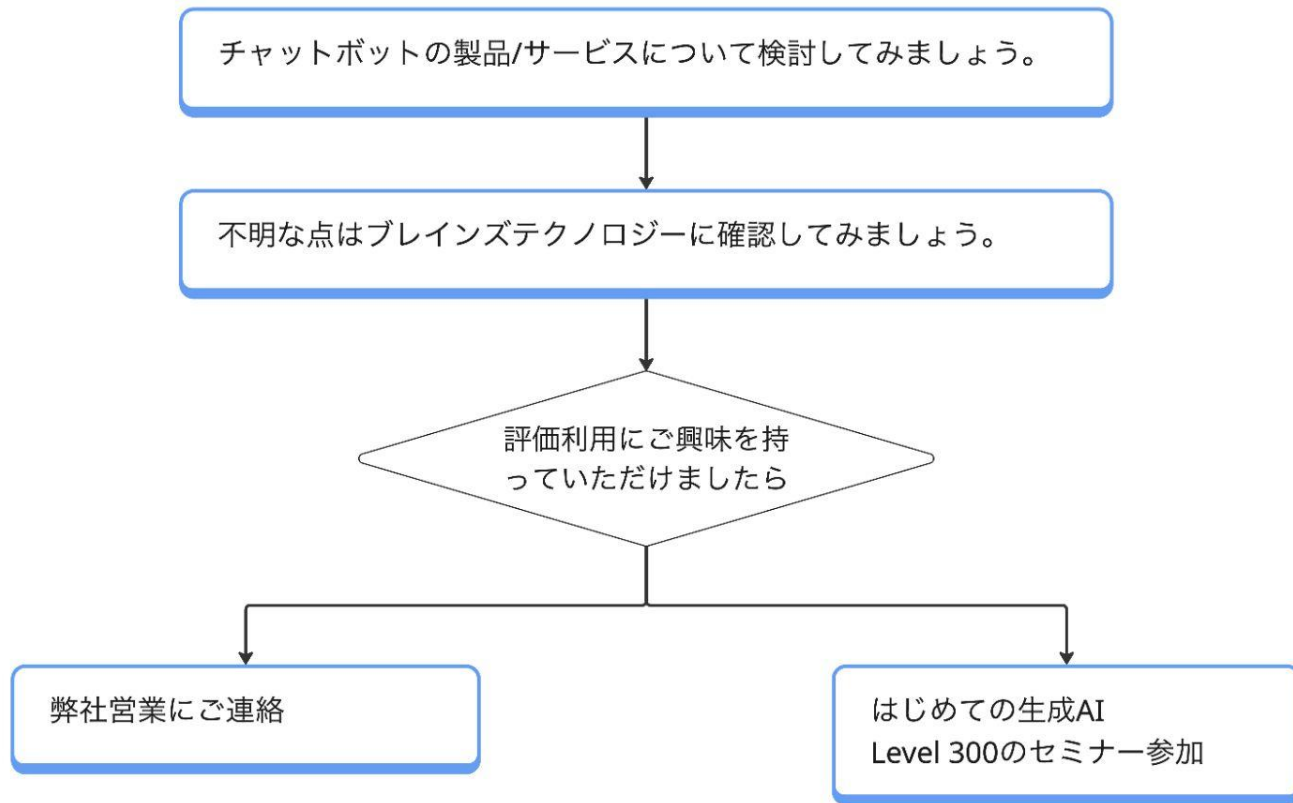 チャットボットの製品/サービスについて検討してみましょう。
不明な点はブレインズテクノロジーに確認してみましょう。
評価利用にご興味を持
っていただけましたら
弊社営業にご連絡
はじめての生成AI
Level 300のセミナー参加